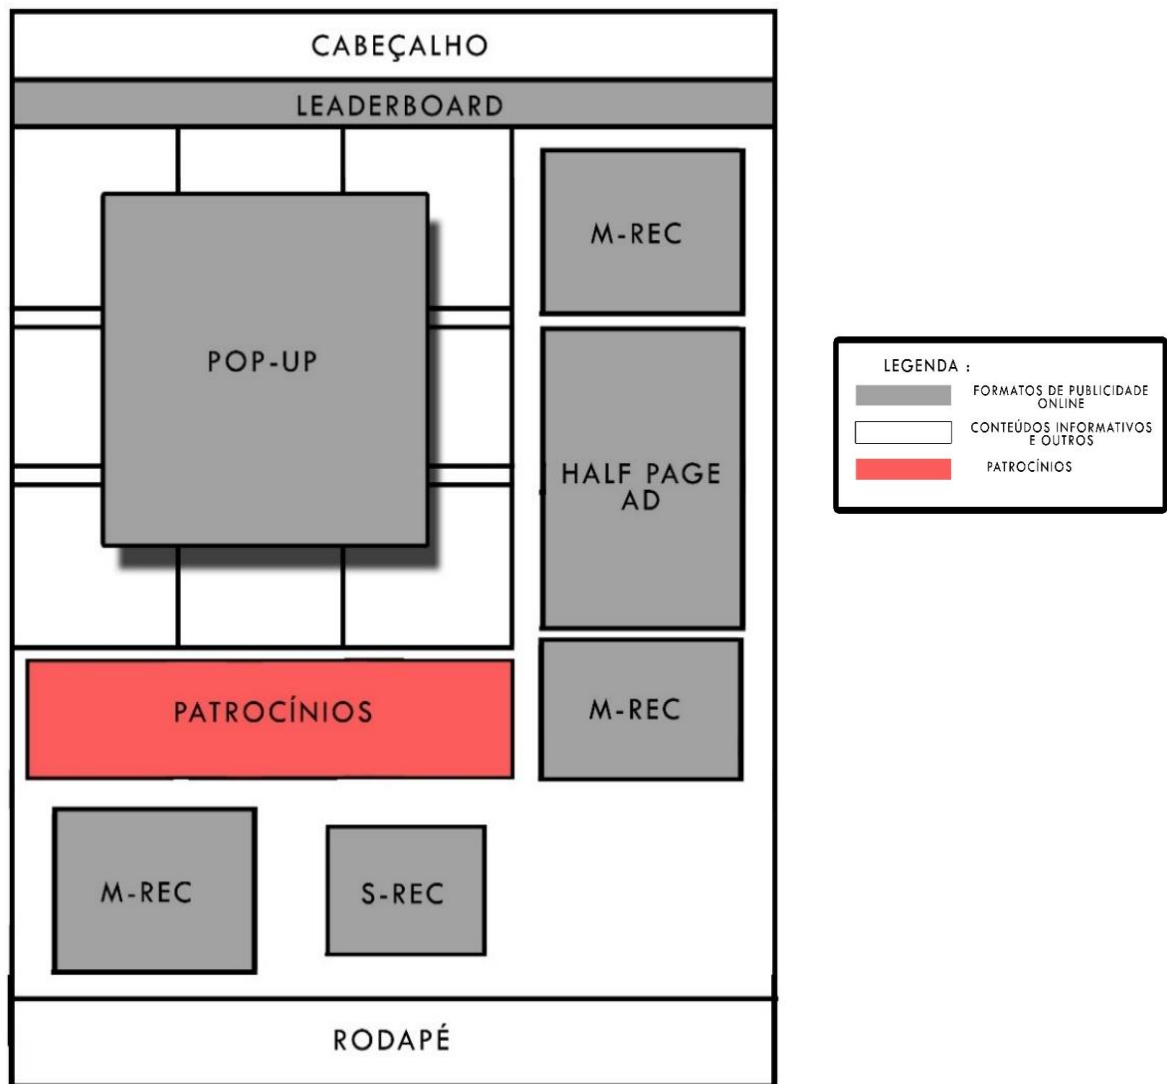 CABEÇALHO
LEADERBOARD
M-REC
POP-UP
HALF PAGE
AD
PATROCÍNIOS
M-REC
M-REC
S-REC
RODAPÉ
LEGENDA :
FORMATOS DE PUBLICIDADE
ONLINE
CONTEÚDOS INFORMATIVOS
E OUTROS
PATROCÍNIOS